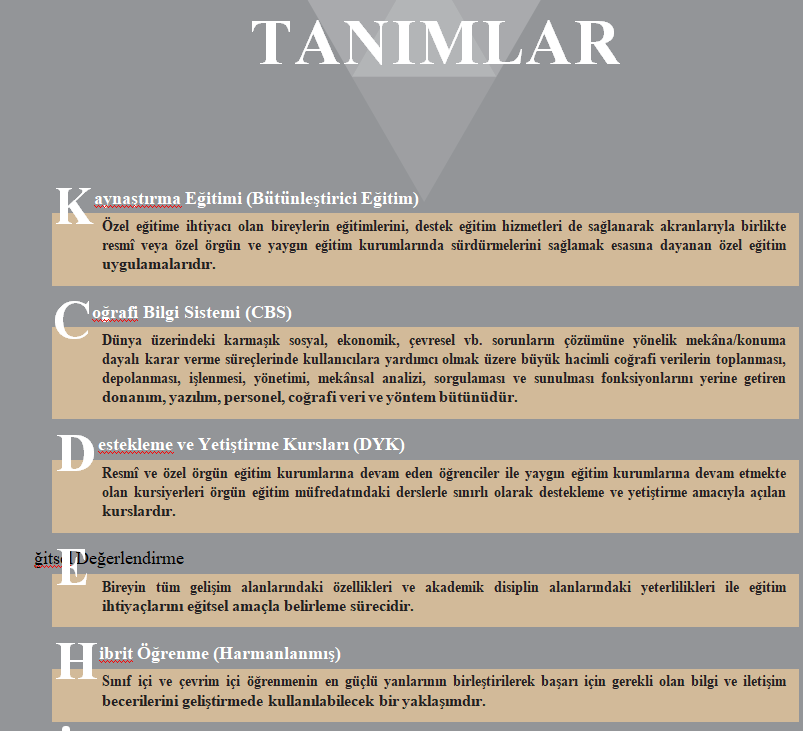 TANIMLAR
Kaynaştırma Eğitimi (Bütünleştirici Eğitim)
Özel eğitime ihtiyacı olan bireylerin eğitimlerini, destek eğitim hizmetleri de sağlanarak akranlarıyla birlikte
resmî veya özel örgün ve yaygın eğitim kurumlarında sürdürmelerini sağlamak esasına dayanan özel eğitim
uygulamalarıdır.
Coğrafi Bilgi Sistemi (CBS)
Dünya üzerindeki karmaşık sosyal, ekonomik, çevresel vb. sorunların çözümüne yönelik mekâna/konuma
dayalı karar verme süreçlerinde kullanıcılara yardımcı olmak üzere büyük hacimli coğrafi verilerin toplanması,
depolanması, işlenmesi, yönetimi, mekânsal analizi, sorgulaması ve sunulması fonksiyonlarını yerine getiren
donanım, yazılım, personel, coğrafi veri ve yöntem bütünüdür.
Destekleme ve Yetiştirme Kursları (DYK)
Resmî ve özel örgün eğitim kurumlarına devam eden öğrenciler ile yaygın eğitim kurumlarına devam etmekte
olan kursiyerleri örgün eğitim müfredatındaki derslerle sınırlı olarak destekleme ve yetiştirme amacıyla açılan
kurslardır.
Eğitsel Değerlendirme
Bireyin tüm gelişim alanlarındaki özellikleri ve akademik disiplin alanlarındaki yeterlilikleri ile eğitim
ihtiyaçlarını eğitsel amaçla belirleme sürecidir.
Hibrit Öğrenme (Harmanlanmış)
Sınıf içi ve çevrim içi öğrenmenin en güçlü yanlarının birleştirilerek başarı için gerekli olan bilgi ve iletişim
becerilerini geliştirmede kullanılabilecek bir yaklaşımdır.